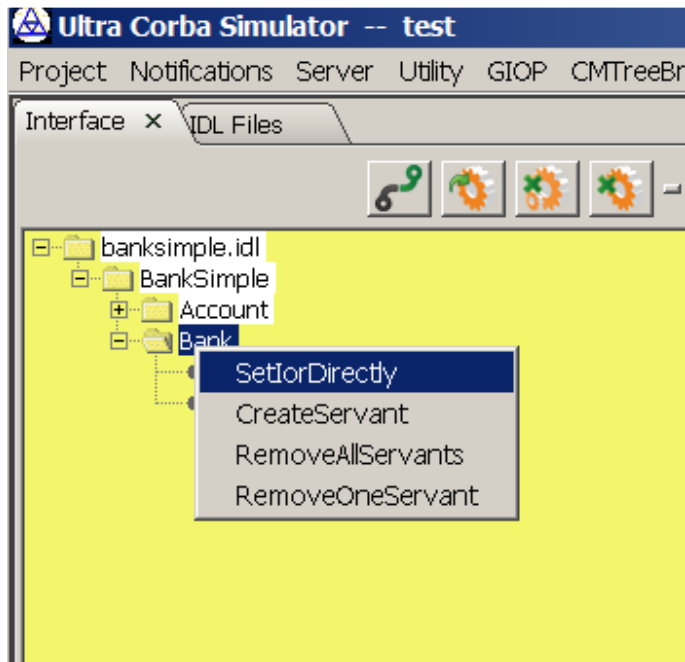 Ultra Corba Simulator -- test
Project Notifications Server Utility GIOP CMTreeBr
Interface × IDL Files
banksimple.idl
BankSimple
Account
Bank
SetIorDirectly
CreateServant
RemoveAllServants
RemoveOneServant